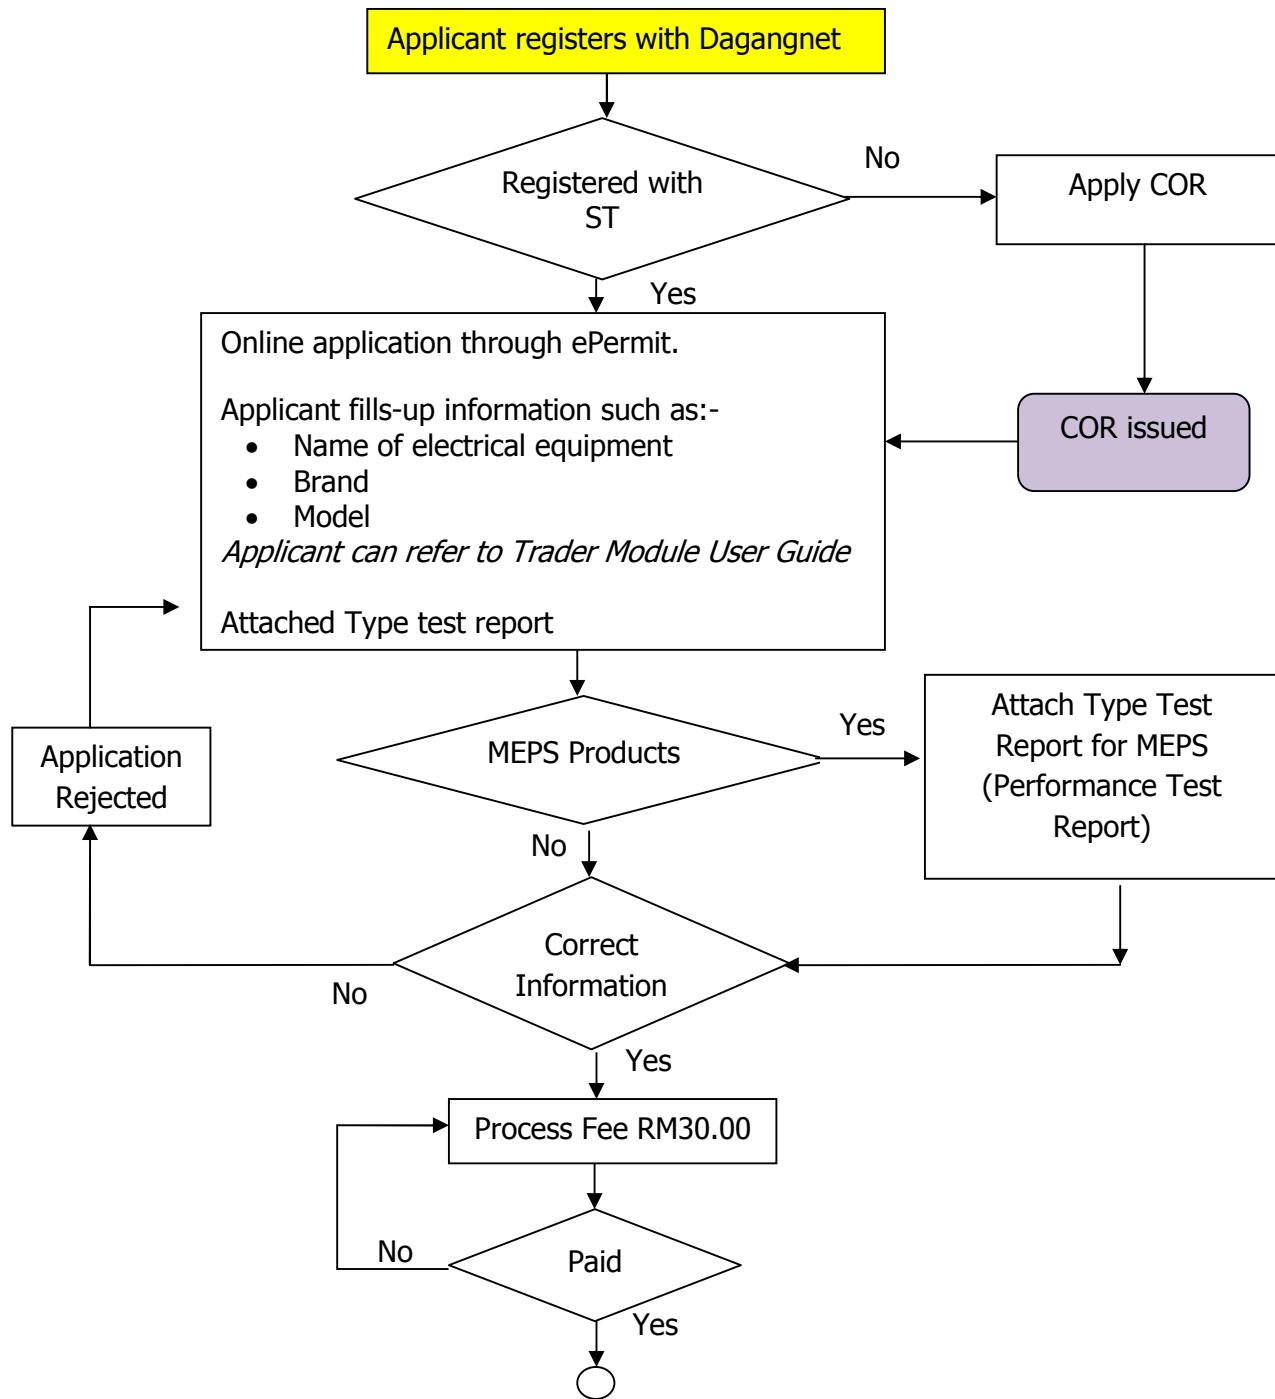 Applicant registers with Dagangnet
No
Registered with
ST
Apply COR
Yes
Online application through ePermit.
Applicant fills-up information such as:-
• Name of electrical equipment
• Brand
• Model
Applicant can refer to Trader Module User Guide
Attached Type test report
COR issued
MEPS Products
Yes
Attach Type Test
Report for MEPS
(Performance Test
Report)
Application
Rejected
No
Correct
Information
No
Yes
Process Fee RM30.00
No
Paid
Yes